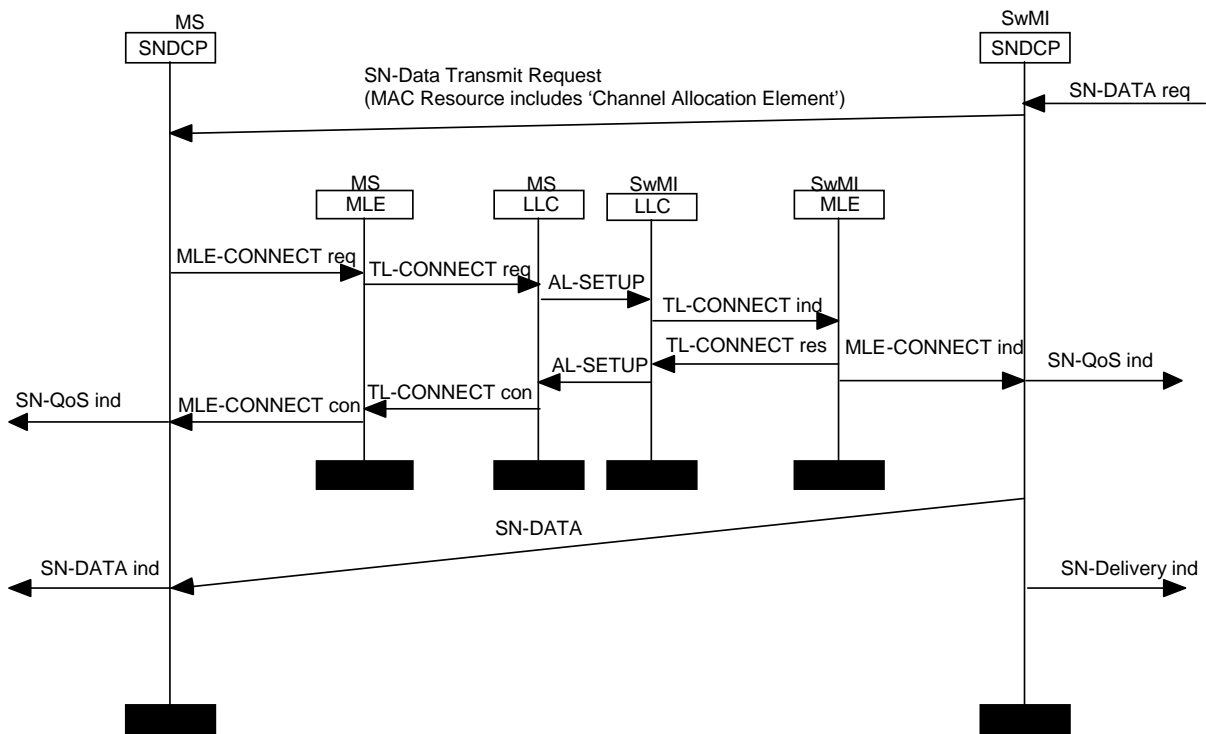 MS
SNDCP
SwMI
SNDCP
SN-Data Transmit Request
(MAC Resource includes ‘Channel Allocation Element’)
SN-DATA req
MS
MLE
MS
LLC
SwMI
LLC
SwMI
MLE
MLE-CONNECT req
TL-CONNECT req
AL-SETUP
TL-CONNECT ind
TL-CONNECT res
MLE-CONNECT ind
SN-QoS ind
AL-SETUP
TL-CONNECT con
SN-QoS ind
MLE-CONNECT con
SN-DATA
SN-DATA ind
SN-Delivery ind